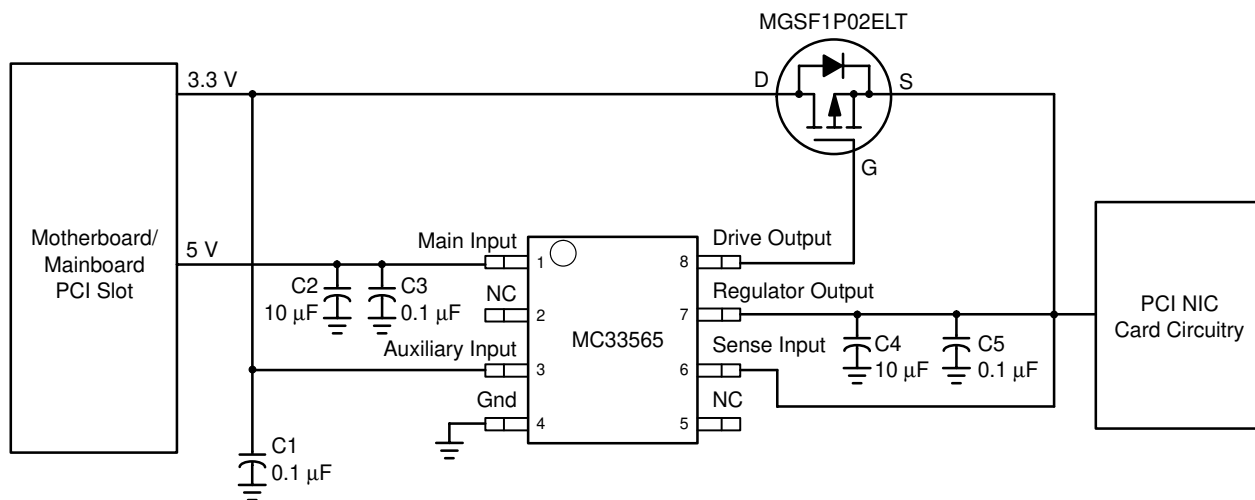 MGSF1P02ELT
3.3 V
D
S
G
Motherboard/
Mainboard
PCI Slot
5 V
Main Input
1
8
Drive Output
C2
10 μF
C3
0.1 μF
NC
2
7
Regulator Output
MC33565
C4
10 μF
C5
0.1 μF
PCI NIC
Card Circuitry
Auxiliary Input
3
6
Sense Input
Gnd
4
5
NC
C1
0.1 μF